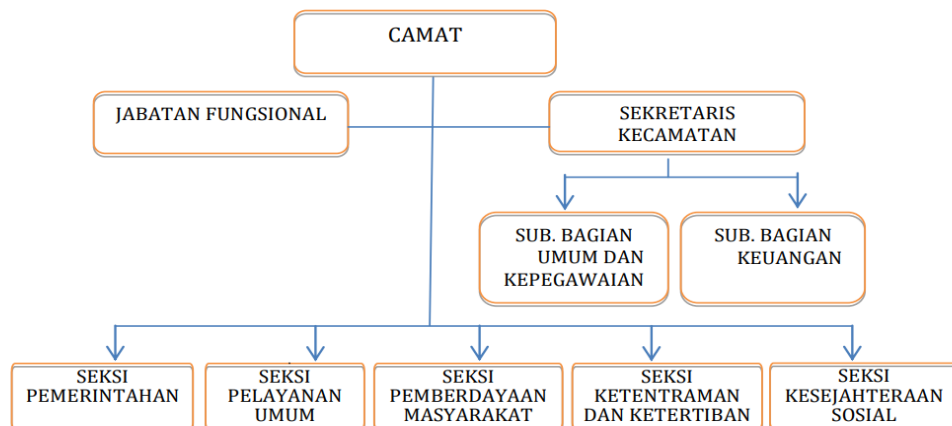 CAMAT
JABATAN FUNGSIONAL
SEKRETARIS
KECAMATAN
SUB. BAGIAN
UMUM DAN
KEPEGAWAIAN
SUB. BAGIAN
KEUANGAN
SEKSI
PEMERINTAHAN
SEKSI
PELAYANAN
UMUM
SEKSI
PEMBERDAYAAN
MASYARAKAT
SEKSI
KETENTRAMAN
DAN KETERTIBAN
SEKSI
KESEJAHTERAAN
SOSIAL